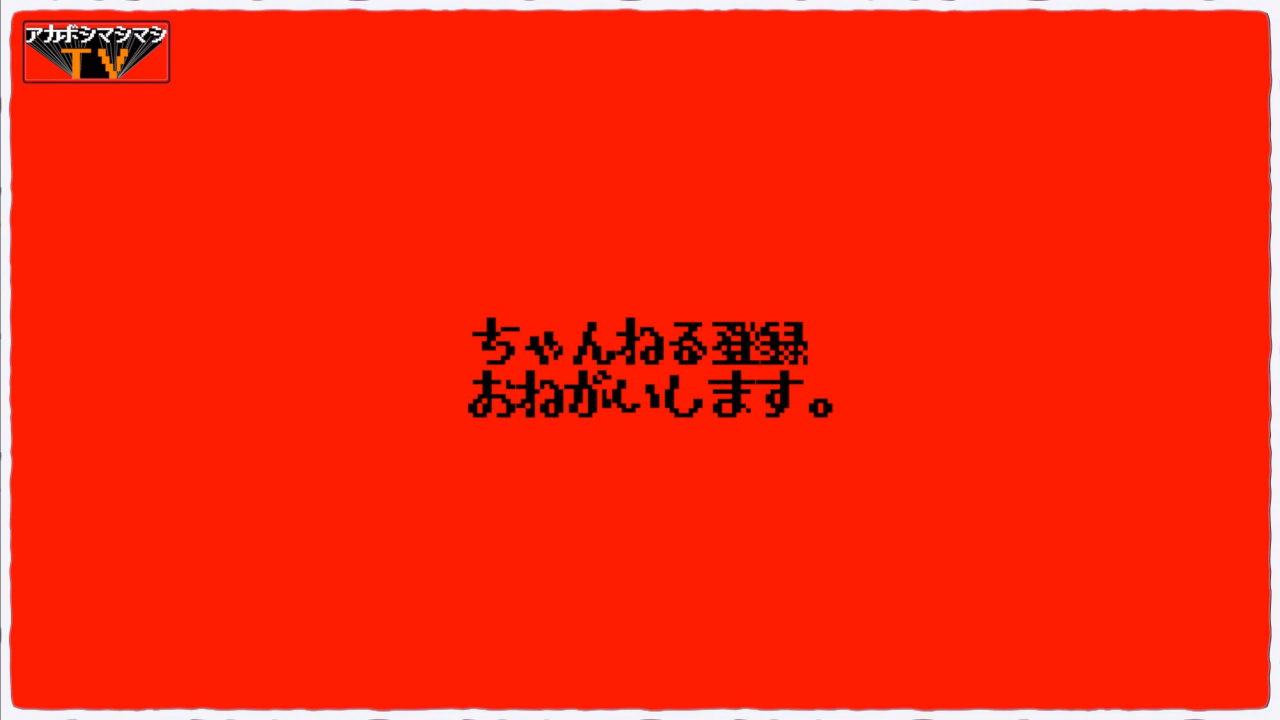 アカボシマシマシ
TV
ちゃんねる登録
おねがいします。